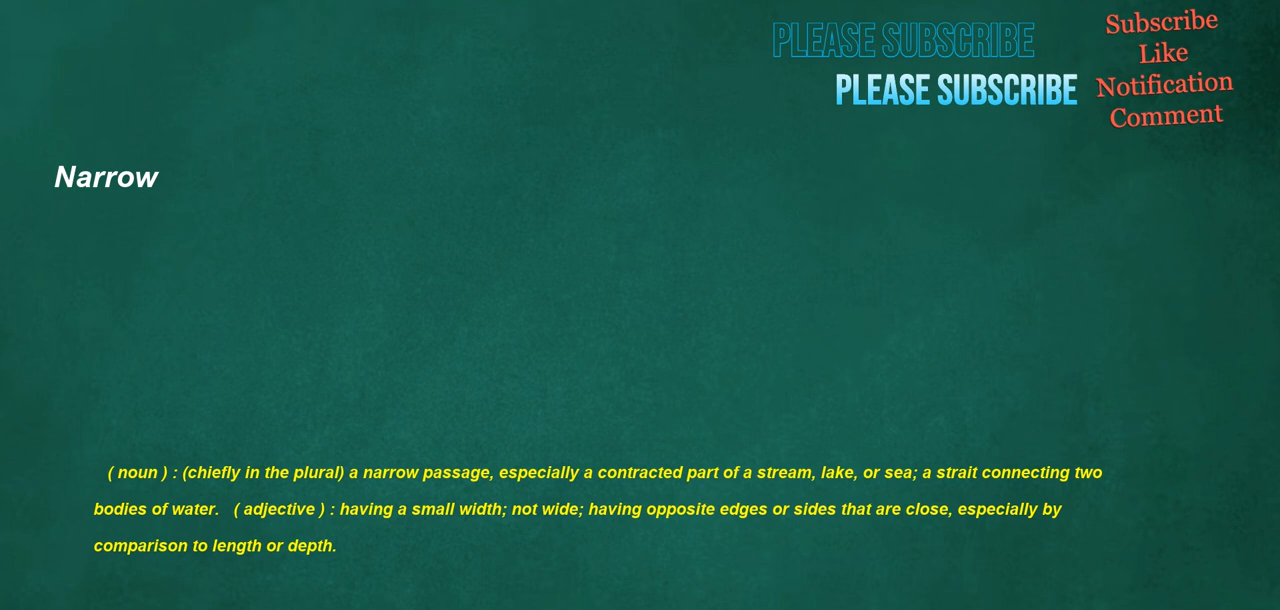 PLEASE SUBSCRIBE
PLEASE SUBSCRIBE
Subscribe
Like
Notification
Comment
Narrow
( noun ) : (chiefly in the plural) a narrow passage, especially a contracted part of a stream, lake, or sea; a strait connecting two
bodies of water. ( adjective ) : having a small width; not wide; having opposite edges or sides that are close, especially by
comparison to length or depth.